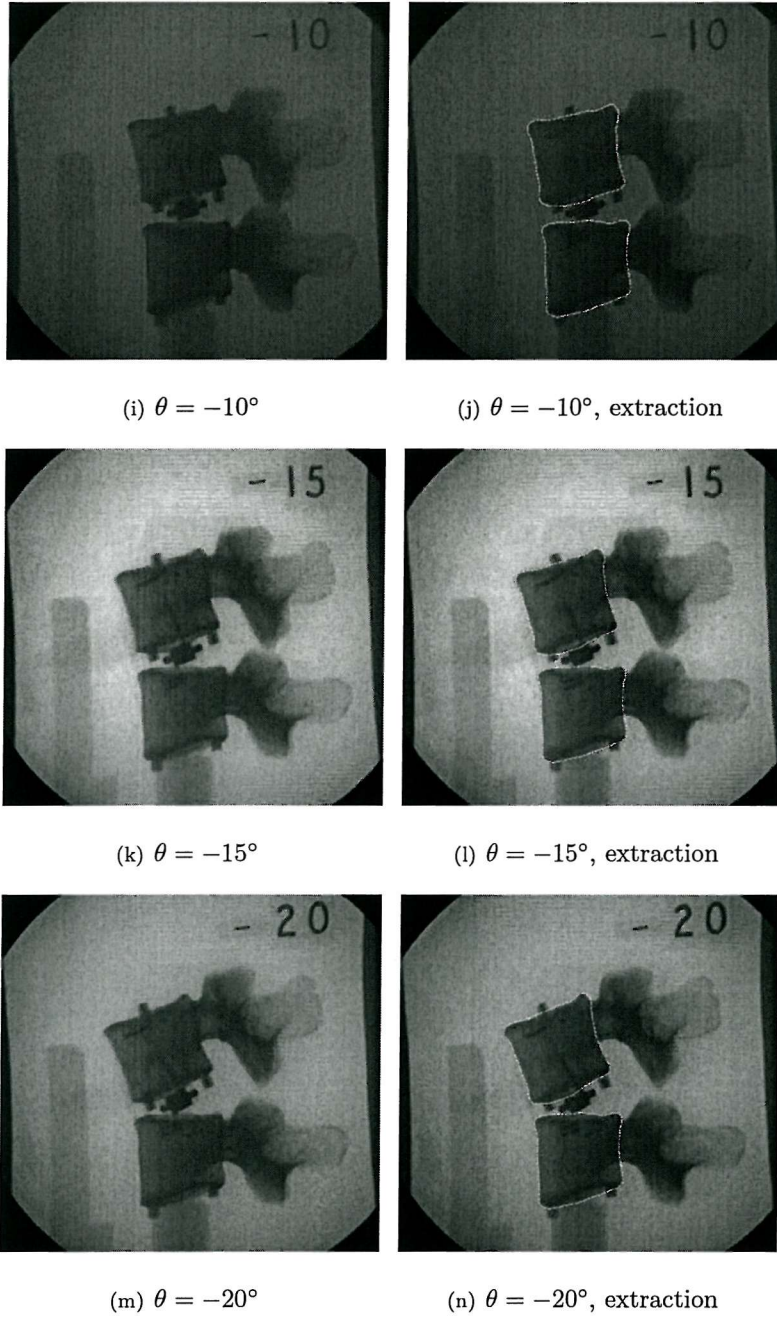 -10 -10
(i) θ = −10° (j) θ = −10°, extraction
-15 -15
(k) θ = −15° (l) θ = −15°, extraction
-20 -20
(m) θ = −20° (n) θ = −20°, extraction